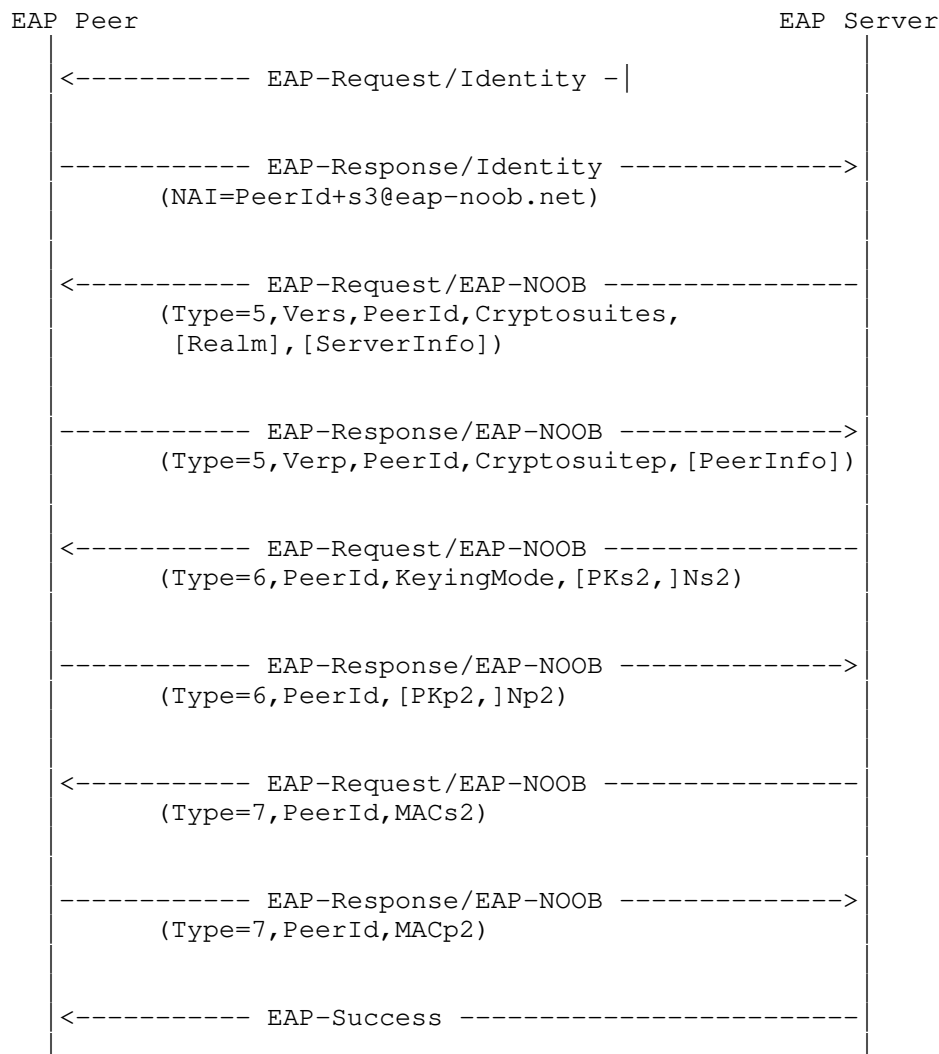 EAP Peer EAP Server
<----------- EAP-Request/Identity -|
------------ EAP-Response/Identity -------------->
(NAI=PeerId+s3@eap-noob.net)
<----------- EAP-Request/EAP-NOOB ----------------
(Type=5,Vers,PeerId,Cryptosuites,
[Realm],[ServerInfo])
------------ EAP-Response/EAP-NOOB -------------->
(Type=5,Verp,PeerId,Cryptosuitep,[PeerInfo])
<----------- EAP-Request/EAP-NOOB ----------------
(Type=6,PeerId,KeyingMode,[PKs2,]Ns2)
------------ EAP-Response/EAP-NOOB -------------->
(Type=6,PeerId,[PKp2,]Np2)
<----------- EAP-Request/EAP-NOOB ----------------
(Type=7,PeerId,MACs2)
------------ EAP-Response/EAP-NOOB -------------->
(Type=7,PeerId,MACp2)
<----------- EAP-Success -------------------------